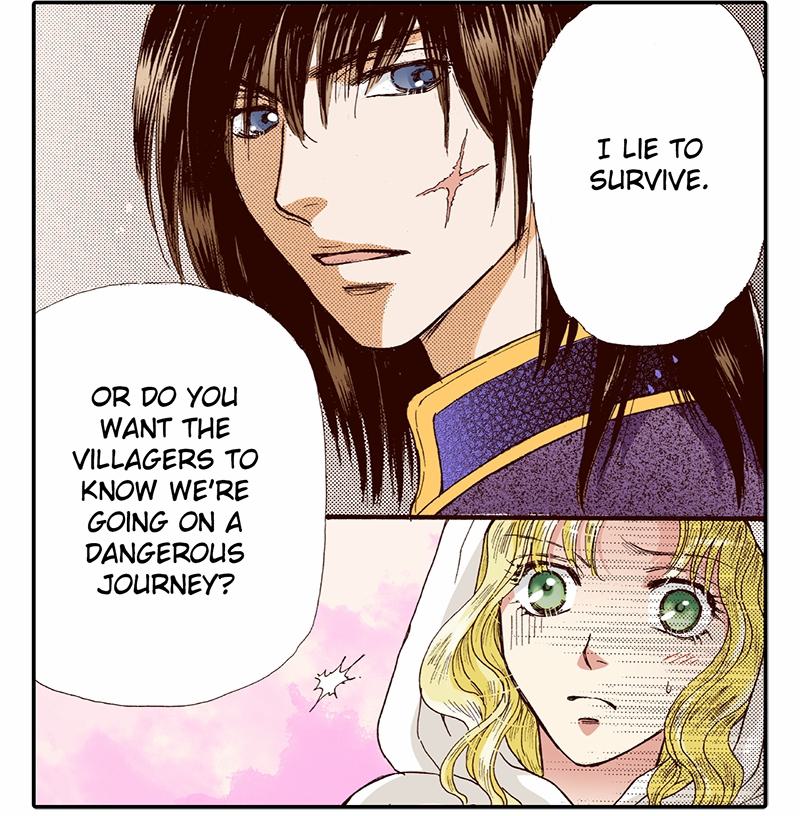 I LIE TO
SURVIVE.
OR DO YOU
WANT THE
VILLAGERS TO
KNOW WE'RE
GOING ON A
DANGEROUS
JOURNEY?